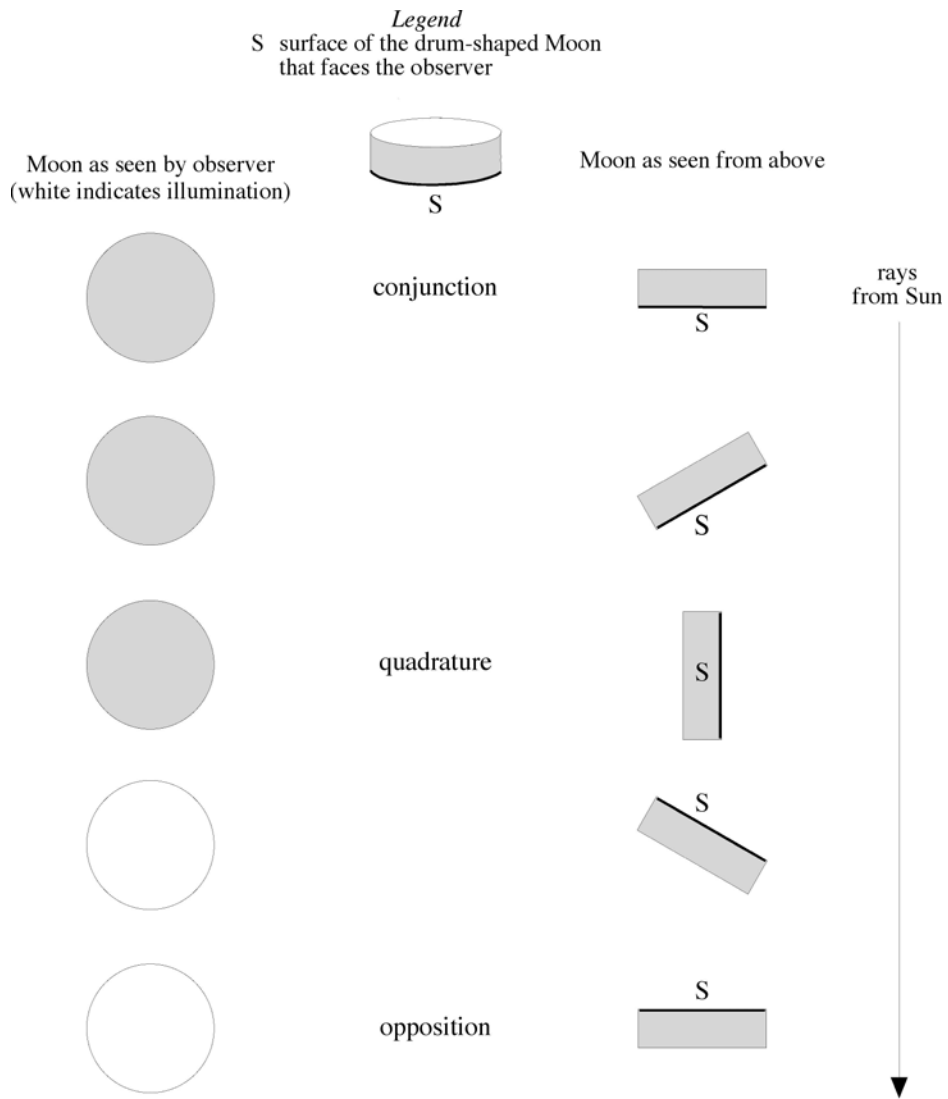 Legend
S surface of the drum-shaped Moon
that faces the observer
Moon as seen by observer
(white indicates illumination)
S
Moon as seen from above
conjunction
S
rays
from Sun
S
quadrature
S
S
S
opposition